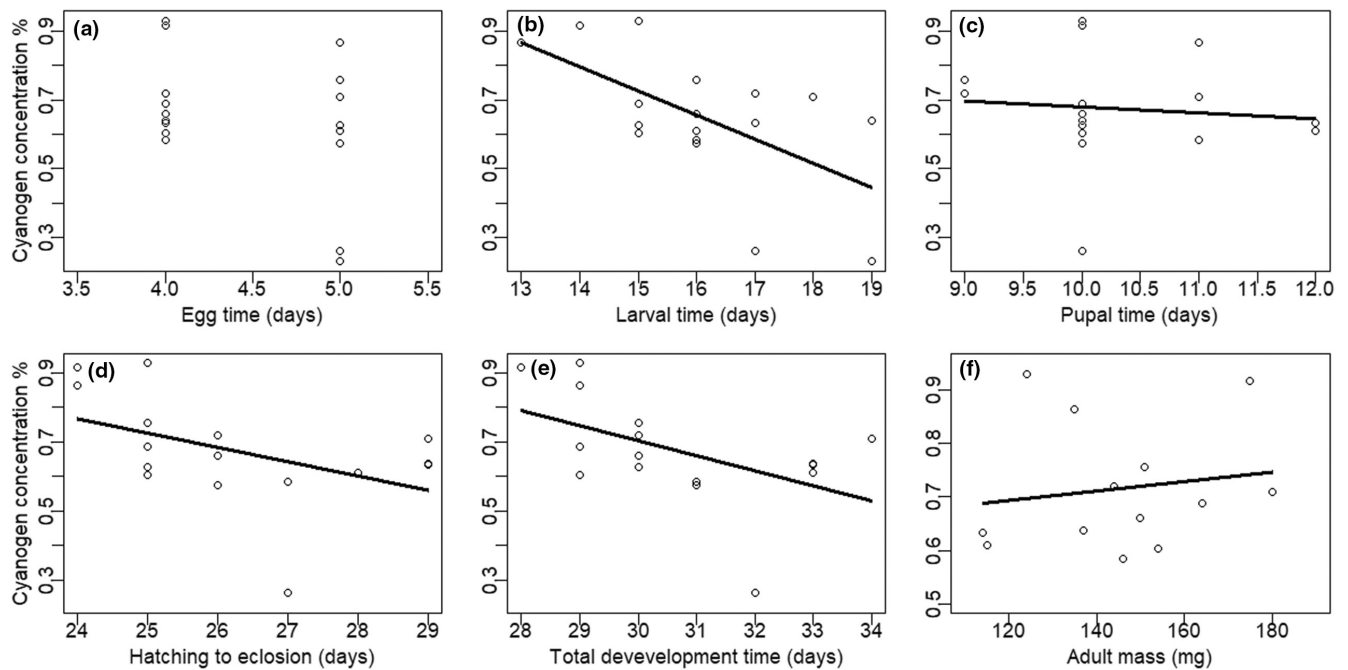 (a) (b) (c)
Cyanogen concentration %
0.9 0.7 0.5 0.3
3.5 4.0 4.5 5.0 5.5
Egg time (days)
0.9 0.7 0.5 0.3
13 14 15 16 17 18 19
Larval time (days)
0.9 0.7 0.5 0.3
9.0 9.5 10.0 10.5 11.0 11.5 12.0
Pupal time (days)
(d) (e) (f)
Cyanogen concentration %
0.9 0.7 0.5 0.3
24 25 26 27 28 29
Hatching to eclosion (days)
0.9 0.7 0.5 0.3
28 29 30 31 32 33 34
Total devevelopment time (days)
0.9 0.8 0.7 0.6 0.5
120 140 160 180
Adult mass (mg)